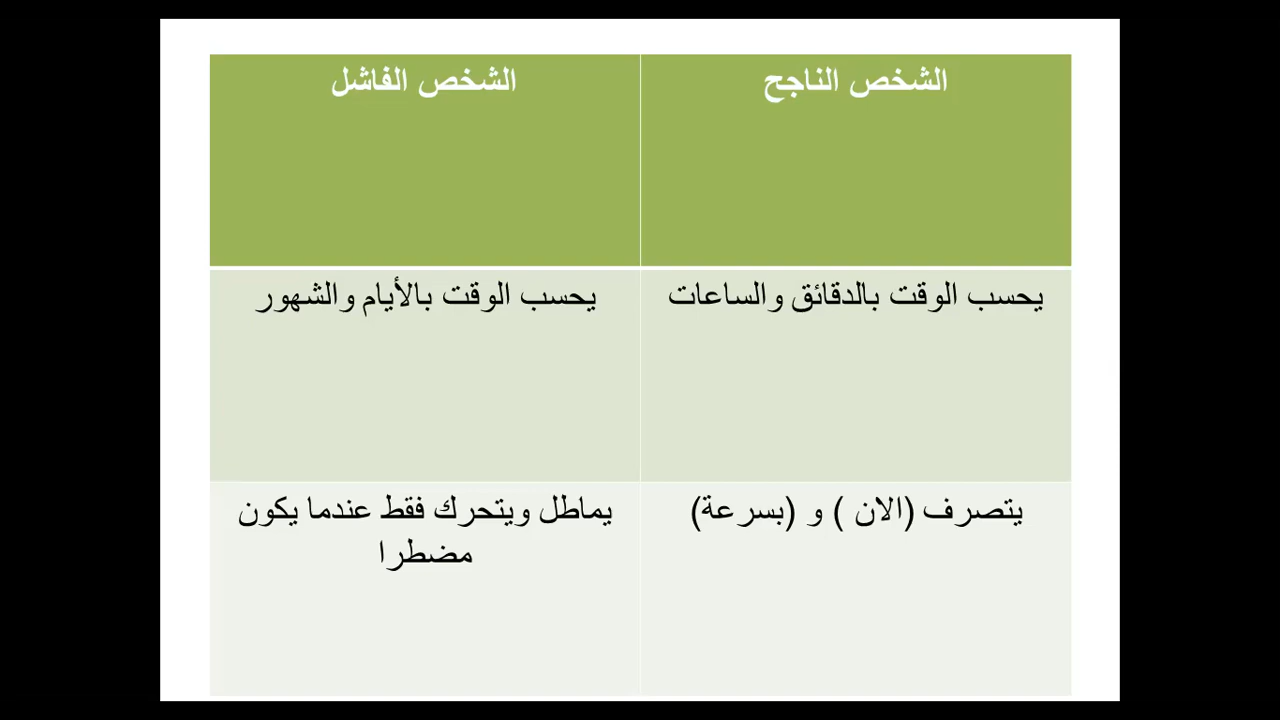 الشخص الناجح
الشخص الفاشل
يحسب الوقت بالدقائق والساعات
يحسب الوقت بالأيام والشهور
يتصرف (الان ) و (بسرعة)
يماطل ويتحرك فقط عندما يكون
مضطرا